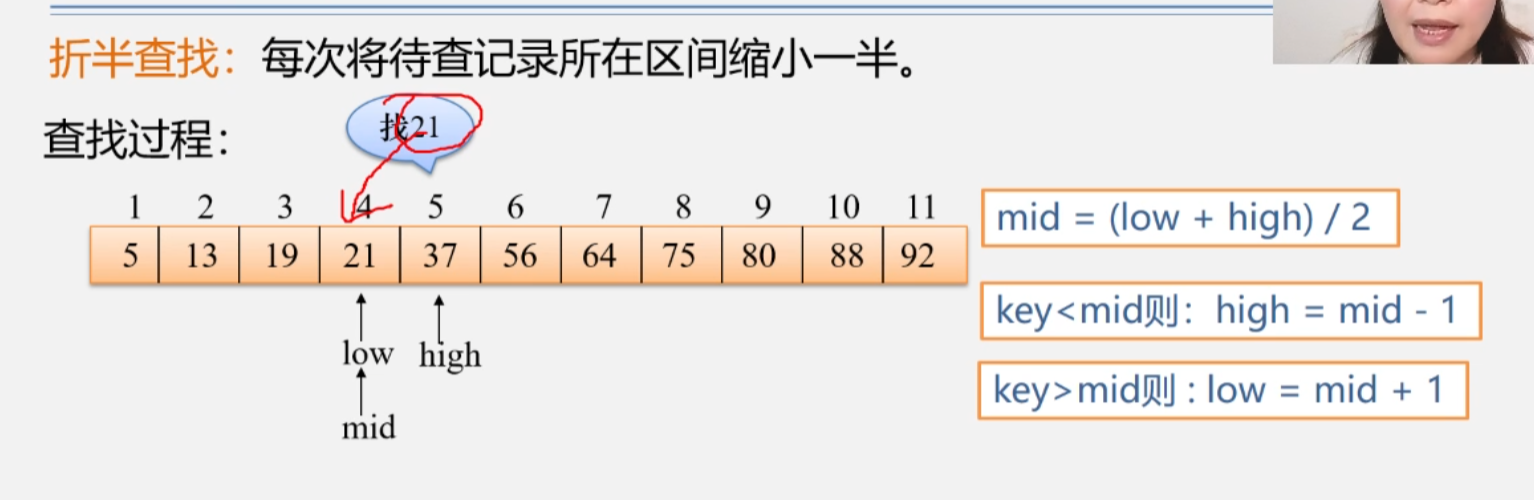 折半查找：每次将待查记录所在区间缩小一半。
查找过程：
找21
1 2 3 4 5 6 7 8 9 10 11
5 13 19 21 37 56 64 75 80 88 92
low high
mid
mid = (low + high) / 2
key<mid则：high = mid - 1
key>mid则 : low = mid + 1